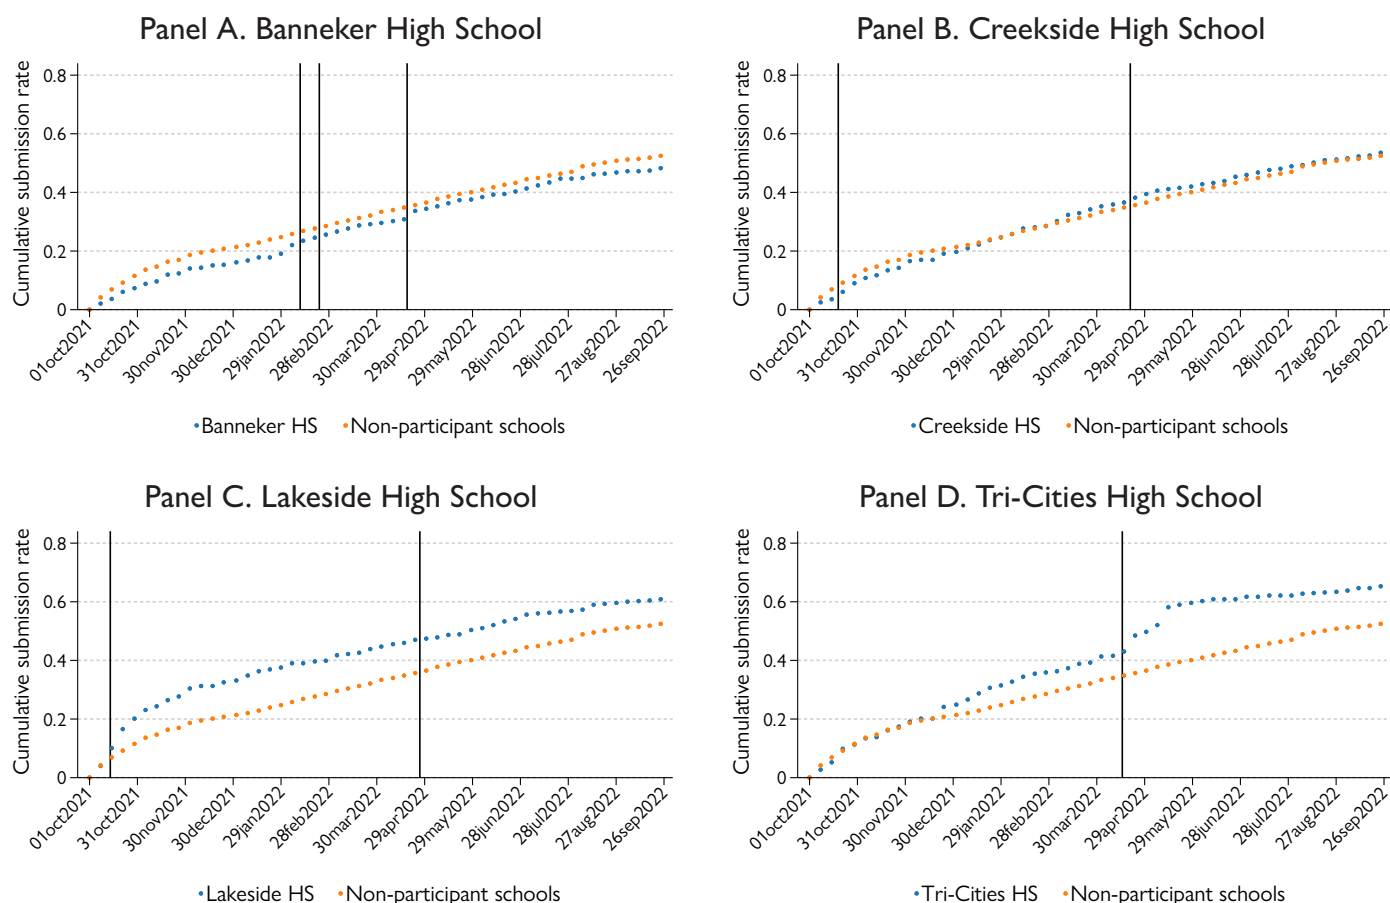 Panel A. Banneker High School
Cumulative submission rate
0.8
0.6
0.4
0.2
0
01oct2021
31oct2021
30nov2021
30dec2021
29jan2022
28feb2022
30mar2022
29apr2022
29may2022
28jun2022
28jul2022
27aug2022
26sep2022
Banneker HS
Non-participant schools
Panel B. Creekside High School
Cumulative submission rate
0.8
0.6
0.4
0.2
0
01oct2021
31oct2021
30nov2021
30dec2021
29jan2022
28feb2022
30mar2022
29apr2022
29may2022
28jun2022
28jul2022
27aug2022
26sep2022
Creekside HS
Non-participant schools
Panel C. Lakeside High School
Cumulative submission rate
0.8
0.6
0.4
0.2
0
01oct2021
31oct2021
30nov2021
30dec2021
29jan2022
28feb2022
30mar2022
29apr2022
29may2022
28jun2022
28jul2022
27aug2022
26sep2022
Lakeside HS
Non-participant schools
Panel D. Tri-Cities High School
Cumulative submission rate
0.8
0.6
0.4
0.2
0
01oct2021
31oct2021
30nov2021
30dec2021
29jan2022
28feb2022
30mar2022
29apr2022
29may2022
28jun2022
28jul2022
27aug2022
26sep2022
Tri-Cities HS
Non-participant schools